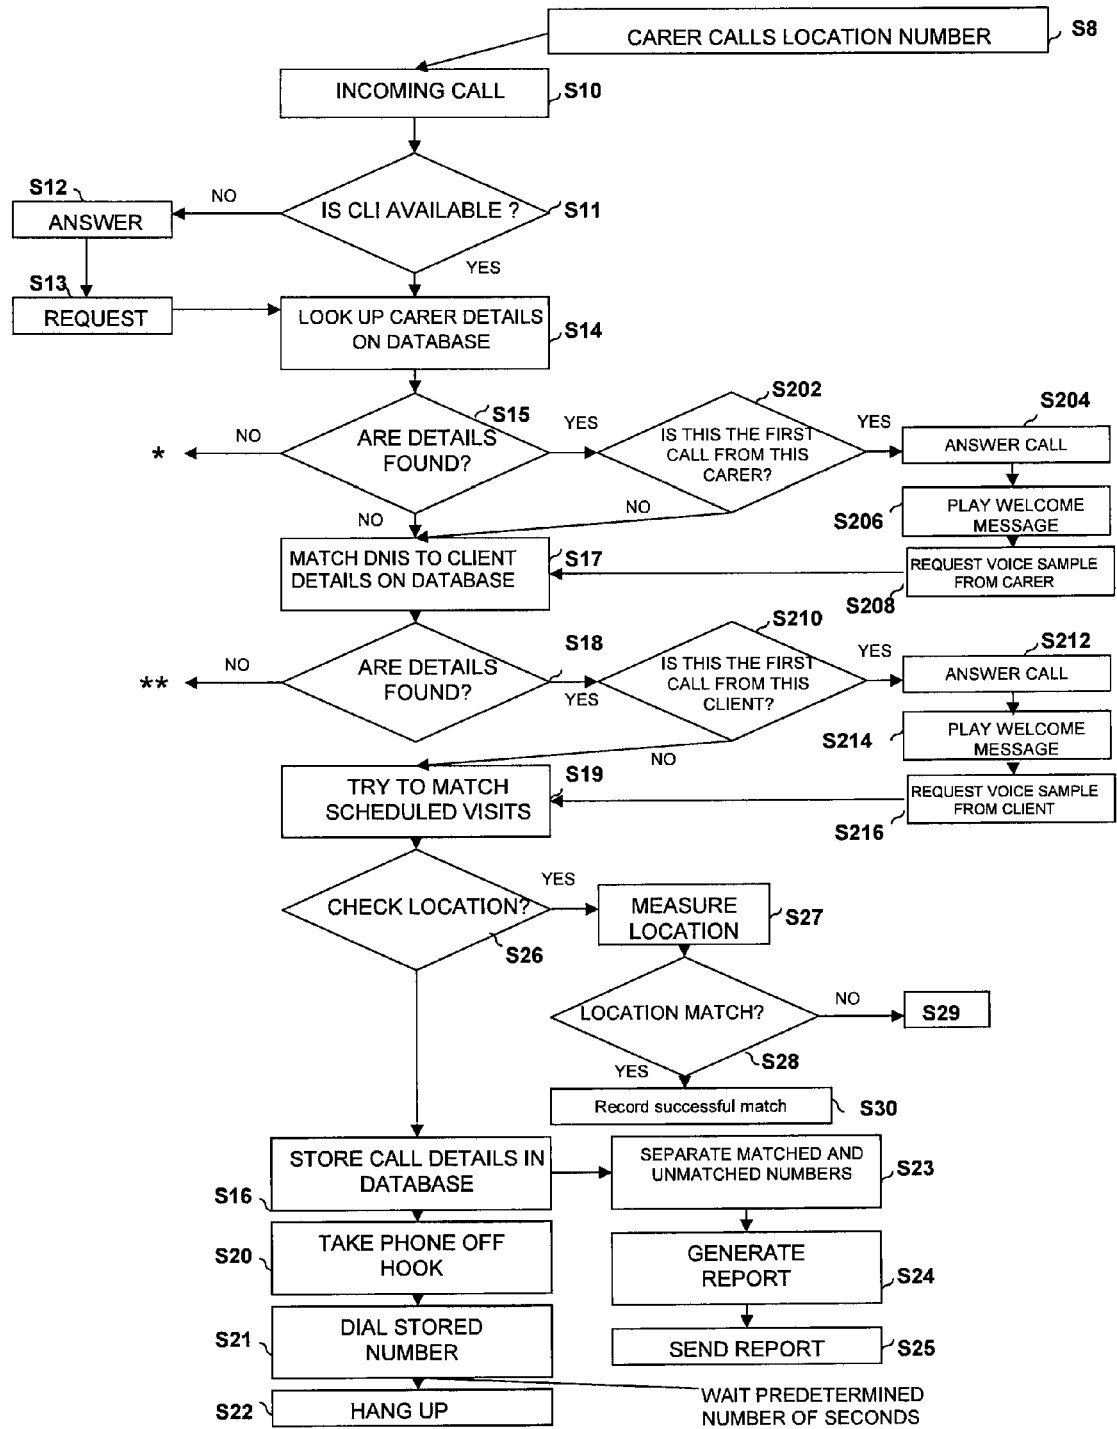 CARER CALLS LOCATION NUMBER
S8
INCOMING CALL
S10
IS CLI AVAILABLE ?
S11
NO
S12
ANSWER
YES
S13
REQUEST
LOOK UP CARER DETAILS
ON DATABASE
S14
S15
ARE DETAILS
FOUND?
NO
*
YES
S202
IS THIS THE FIRST
CALL FROM THIS
CARER?
YES
S204
ANSWER CALL
S206
PLAY WELCOME
MESSAGE
NO
NO
MATCH DNIS TO CLIENT
DETAILS ON DATABASE
S17
REQUEST VOICE SAMPLE
FROM CARER
S208
S18
ARE DETAILS
FOUND?
NO
**
YES
S210
IS THIS THE FIRST
CALL FROM THIS
CLIENT?
YES
S212
ANSWER CALL
S214
PLAY WELCOME
MESSAGE
NO
TRY TO MATCH
SCHEDULED VISITS
S19
REQUEST VOICE SAMPLE
FROM CLIENT
S216
CHECK LOCATION?
S26
YES
MEASURE
LOCATION
S27
LOCATION MATCH?
NO
S29
S28
YES
Record successful match
S30
STORE CALL DETAILS IN
DATABASE
S16
SEPARATE MATCHED AND
UNMATCHED NUMBERS
S23
S20
TAKE PHONE OFF
HOOK
GENERATE
REPORT
S24
S21
DIAL STORED
NUMBER
SEND REPORT
S25
S22
HANG UP
WAIT PREDETERMINED
NUMBER OF SECONDS